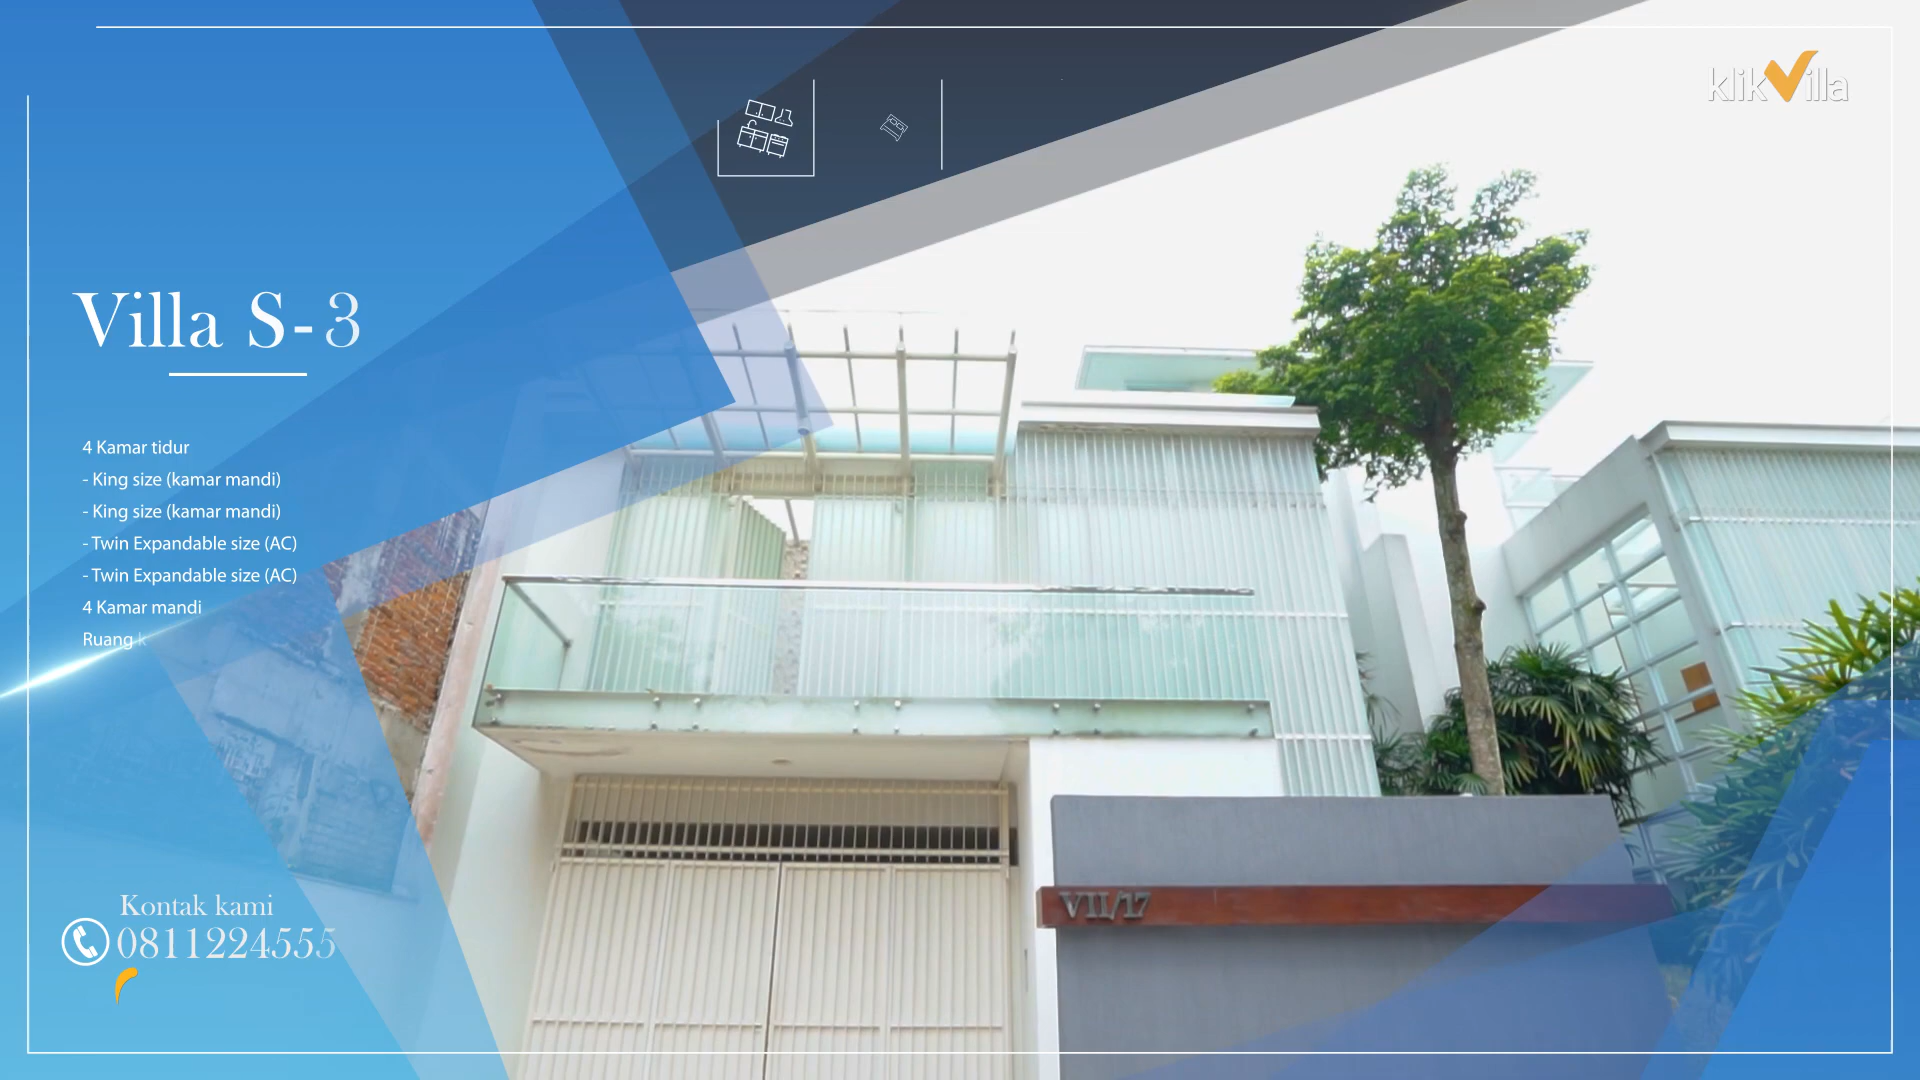 klikVilla
Villa S-3
4 Kamar tidur
- King size (kamar mandi)
- King size (kamar mandi)
- Twin Expandable size (AC)
- Twin Expandable size (AC)
4 Kamar mandi
Ruang k
VII/17
Kontak kami
0811224555